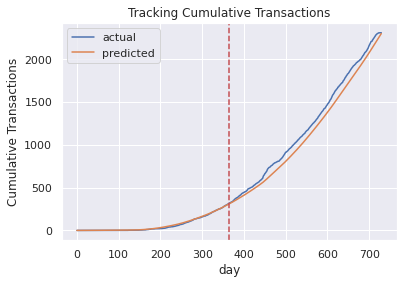 Tracking Cumulative Transactions
actual
predicted
Cumulative Transactions
2000
1500
1000
500
0
0 100 200 300 400 500 600 700
day